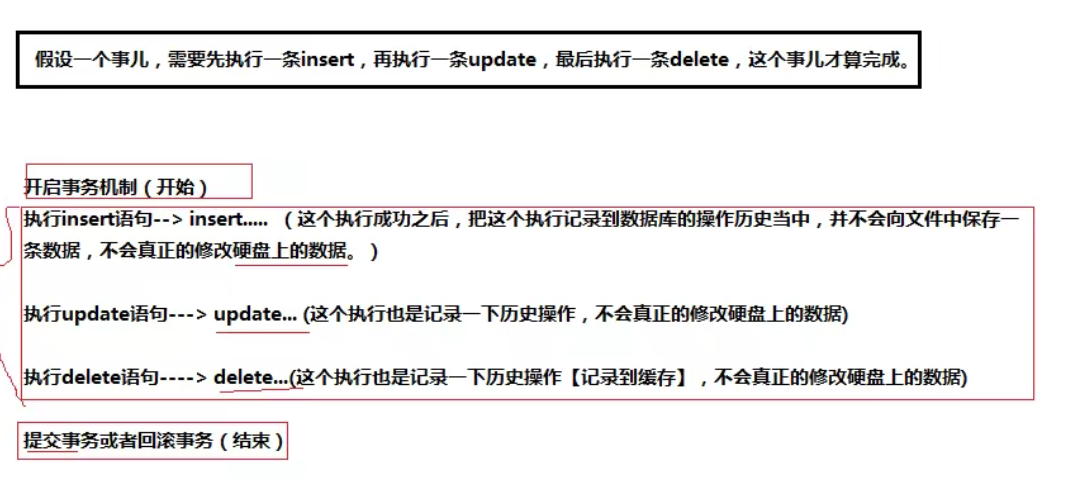 假设一个事儿，需要先执行一条insert，再执行一条update，最后执行一条delete，这个事儿才算完成。
开启事务机制（开始）
执行insert语句--> insert..... （这个执行成功之后，把这个执行记录到数据库的操作历史当中，并不会向文件中保存一
条数据，不会真正的修改硬盘上的数据。）
执行update语句---> update... (这个执行也是记录一下历史操作，不会真正的修改硬盘上的数据)
执行delete语句----> delete...(这个执行也是记录一下历史操作【记录到缓存】，不会真正的修改硬盘上的数据)
提交事务或者回滚事务（结束）